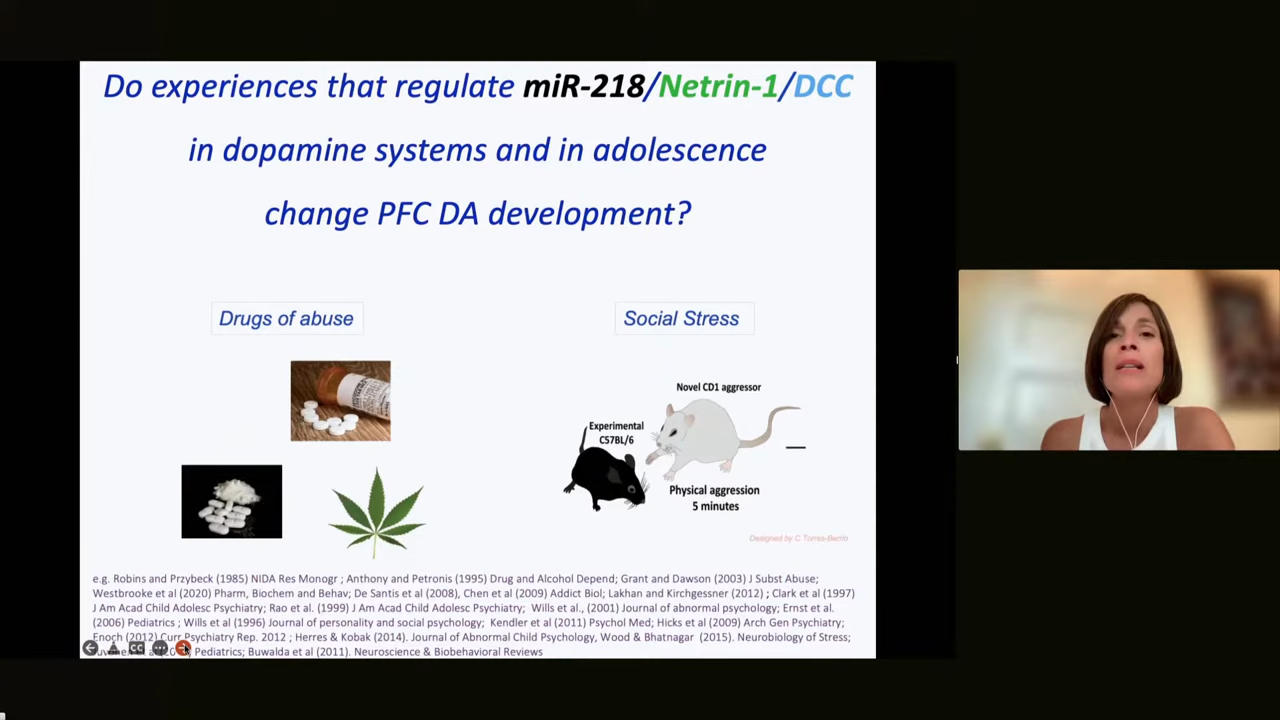 Do experiences that regulate miR-218/Netrin-1/DCC
in dopamine systems and in adolescence
change PFC DA development?
Drugs of abuse
Social Stress
Novel CD1 aggressor
Experimental
C57BL/6
Physical aggression
5 minutes
Designed by C Torres-Berrio
e.g. Robins and Przybeck (1985) NIDA Res Monogr ; Anthony and Petronis (1995) Drug and Alcohol Depend; Grant and Dawson (2003) J Subst Abuse;
Westbrooke et al (2020) Pharm, Biochem and Behav; De Santis et al (2008), Chen et al (2009) Addict Biol; Lakhan and Kirchgessner (2012) ; Clark et al (1997)
J Am Acad Child Adolesc Psychiatry; Rao et al. (1999) J Am Acad Child Adolesc Psychiatry; Wills et al., (2001) Journal of abnormal psychology; Ernst et al.
(2006) Pediatrics ; Wills et al (1996) Journal of personality and social psychology; Kendler et al (2011) Psychol Med; Hicks et al (2009) Arch Gen Psychiatry;
Enoch (2012) Curr Psychiatry Rep. 2012 ; Herres & Kobak (2014). Journal of Abnormal Child Psychology, Wood & Bhatnagar (2015). Neurobiology of Stress;
Pediatrics; Buwalda et al (2011). Neuroscience & Biobehavioral Reviews
CC